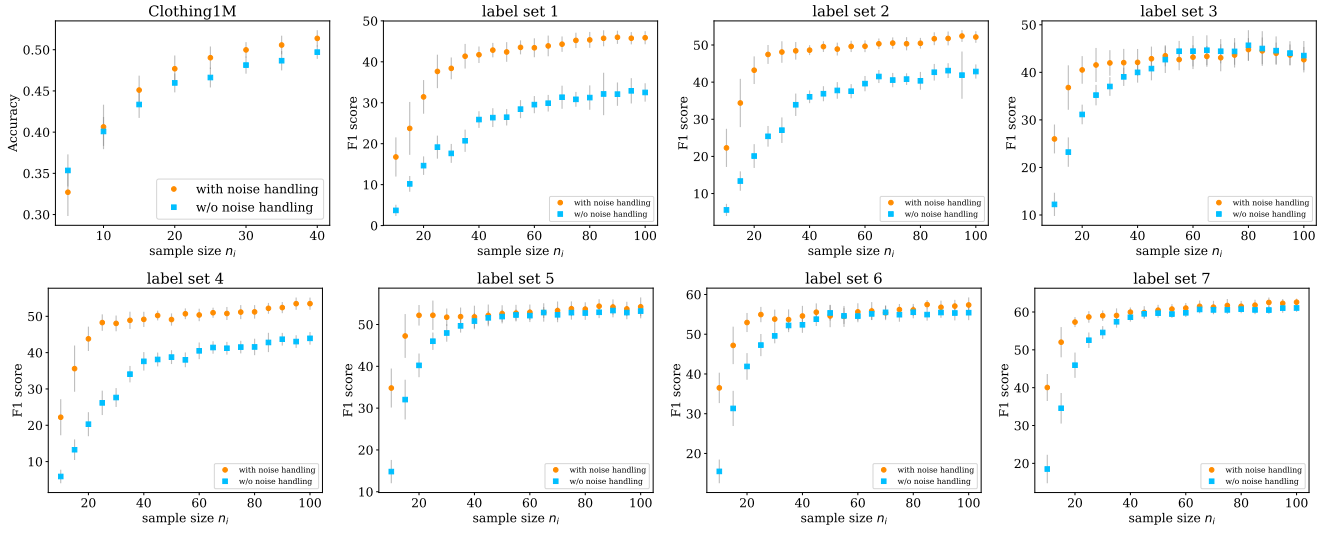 Clothing1M
Accuracy
0.50
0.45
0.40
0.35
0.30
with noise handling
w/o noise handling
10 20 30 40
sample size n_i
label set 1
F1 score
50
40
30
20
10
0
with noise handling
w/o noise handling
20 40 60 80 100
sample size n_i
label set 2
F1 score
50
40
30
20
10
with noise handling
w/o noise handling
20 40 60 80 100
sample size n_i
label set 3
F1 score
50
40
30
20
10
with noise handling
w/o noise handling
20 40 60 80 100
sample size n_i
label set 4
F1 score
50
40
30
20
10
with noise handling
w/o noise handling
20 40 60 80 100
sample size n_i
label set 5
F1 score
50
40
30
20
10
with noise handling
w/o noise handling
20 40 60 80 100
sample size n_i
label set 6
F1 score
60
50
40
30
20
with noise handling
w/o noise handling
20 40 60 80 100
sample size n_i
label set 7
F1 score
60
50
40
30
20
with noise handling
w/o noise handling
20 40 60 80 100
sample size n_i